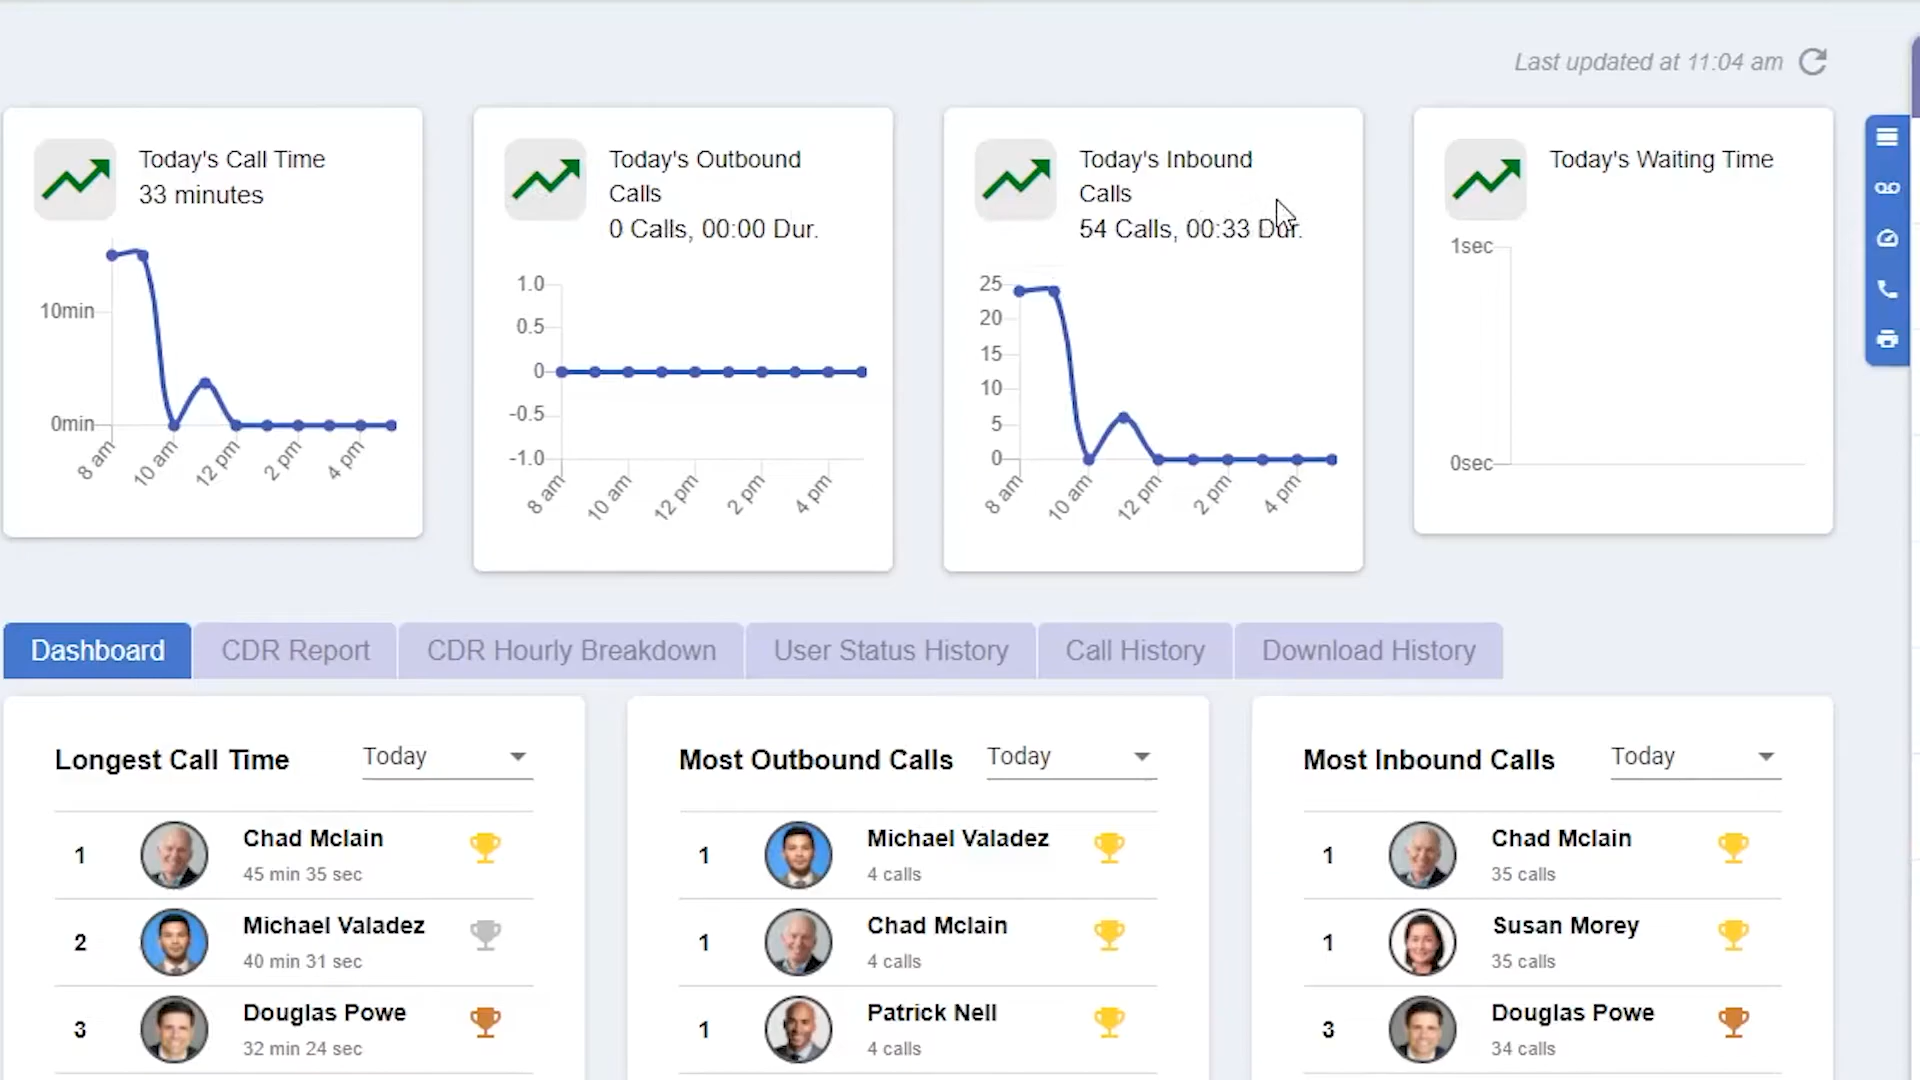 Last updated at 11:04 am
Today's Call Time
33 minutes
10min
0min
8 am
10 am
12 pm
2 pm
4 pm
Today's Outbound
Calls
0 Calls, 00:00 Dur.
1.0
0.5
0
-0.5
-1.0
8 am
10 am
12 pm
2 pm
4 pm
Today's Inbound
Calls
54 Calls, 00:33 Dur.
25
20
15
10
5
0
8 am
10 am
12 pm
2 pm
4 pm
Today's Waiting Time
1sec
0sec
Dashboard
CDR Report
CDR Hourly Breakdown
User Status History
Call History
Download History
Longest Call Time
Today
1
Chad Mclain
45 min 35 sec
2
Michael Valadez
40 min 31 sec
3
Douglas Powe
32 min 24 sec
Most Outbound Calls
Today
1
Michael Valadez
4 calls
1
Chad Mclain
4 calls
1
Patrick Nell
4 calls
Most Inbound Calls
Today
1
Chad Mclain
35 calls
1
Susan Morey
35 calls
3
Douglas Powe
34 calls